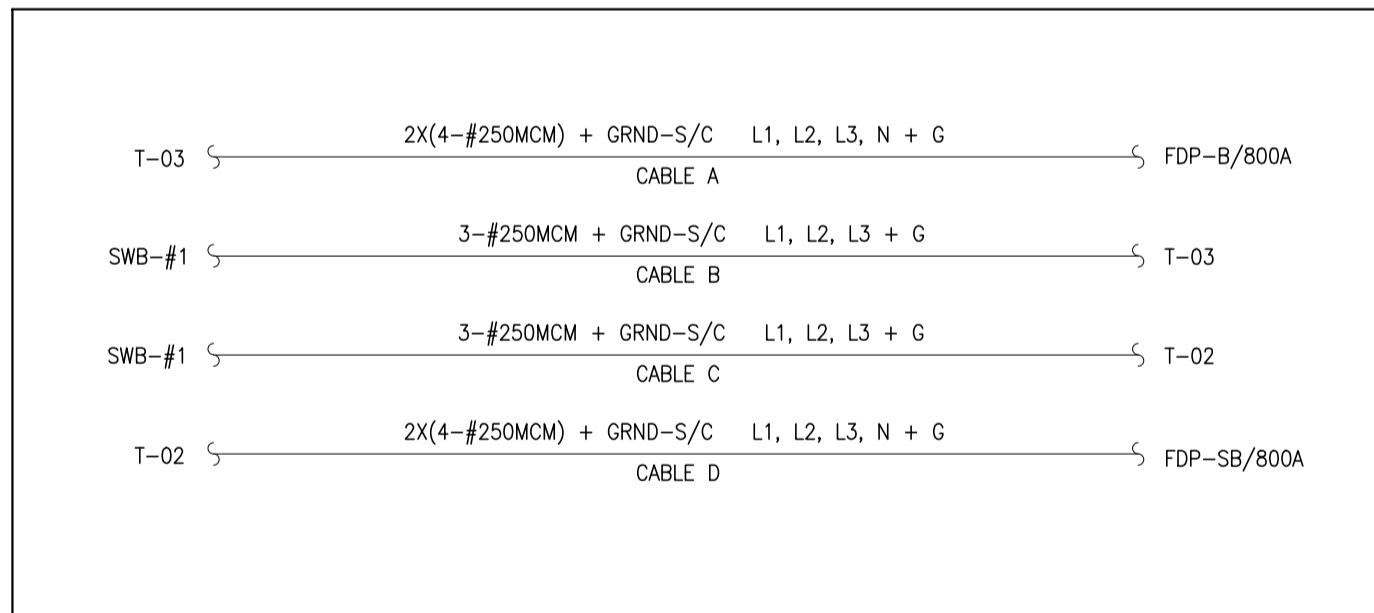 2X(4-#250MCM) + GRND-S/C L1, L2, L3, N + G
T-03 FDP-B/800A
CABLE A
3-#250MCM + GRND-S/C L1, L2, L3 + G
SWB-#1 T-03
CABLE B
3-#250MCM + GRND-S/C L1, L2, L3 + G
SWB-#1 T-02
CABLE C
2X(4-#250MCM) + GRND-S/C L1, L2, L3, N + G
T-02 FDP-SB/800A
CABLE D